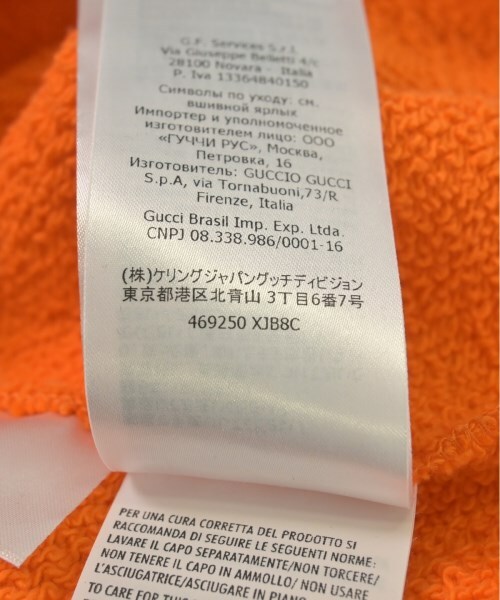 G.F. Services S.r.l.
Via Giuseppe Belletti 4/c
28100 Novara - Italia
P. Iva 13364840150
Символы по уходу: см.
вшивной ярлык
Импортер и уполномоченное
изготовителем лицо: ООО
«ГУЧЧИ РУС», Москва,
Петровка, 16
Изготовитель: GUCCIO GUCCI
S.p.A, via Tornabuoni,73/R
Firenze, Italia
Gucci Brasil Imp. Exp. Ltda.
CNPJ 08.338.986/0001-16
(株)ケリングジャパングッチディビジョン
東京都港区北青山 3丁目6番7号
469250 XJB8C
PER UNA CURA CORRETTA DEL PRODOTTO SI
RACCOMANDA DI SEGUIRE LE SEGUENTI NORME:
LAVARE IL CAPO SEPARATAMENTE/NON TORCERE/
NON TENERE IL CAPO IN AMMOLLO/ NON USARE
L'ASCIUGATRICE/ASCIUGARE IN PIANO
TO CARE FOR THIS